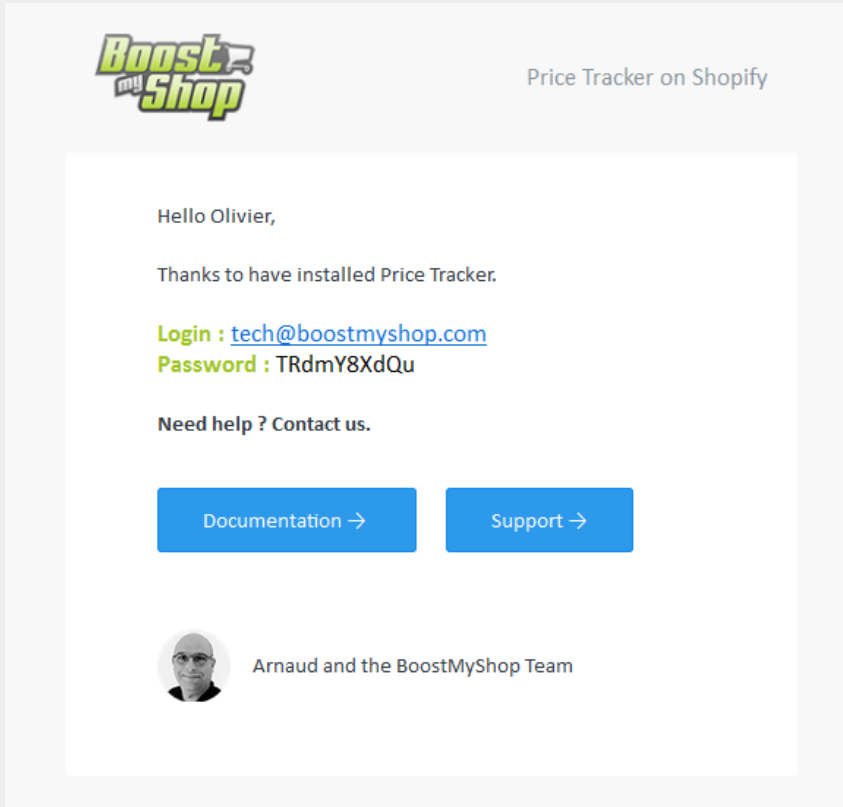 Boost
my
Shop
Price Tracker on Shopify
Hello Olivier,
Thanks to have installed Price Tracker.
Login : tech@boostmyshop.com
Password : TRdmY8XdQu
Need help ? Contact us.
Documentation →
Support →
Arnaud and the BoostMyShop Team